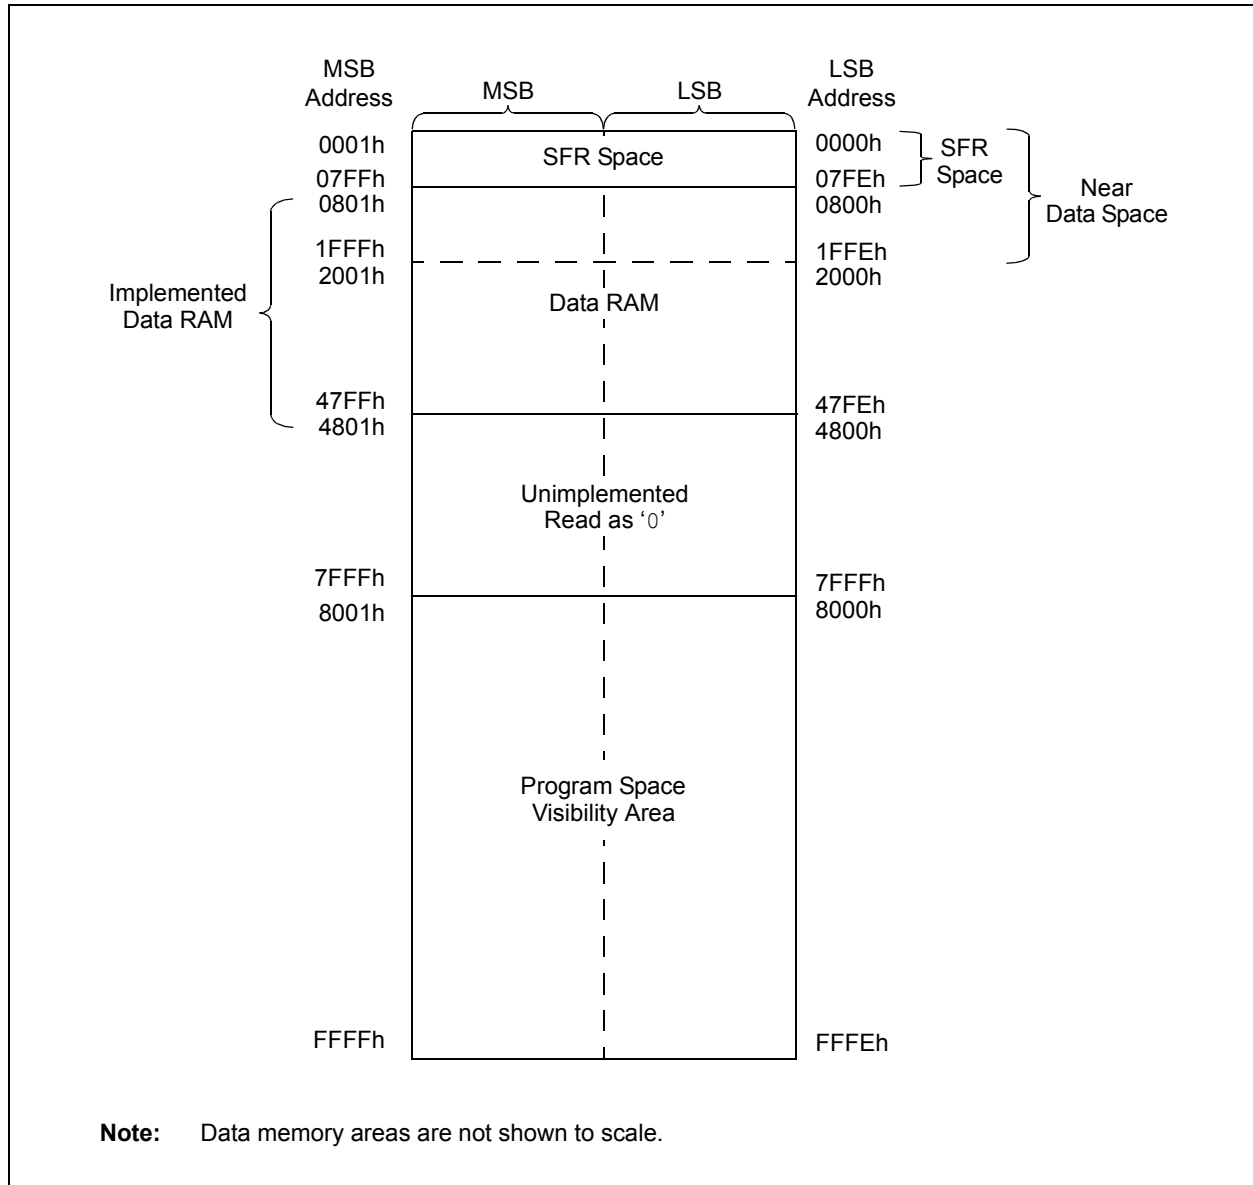 MSB
Address
MSB
LSB
LSB
Address
0001h
SFR Space
0000h
SFR
Space
07FFh
07FEh
0801h
0800h
Near
Data Space
1FFFh
1FFEh
2001h
2000h
Implemented
Data RAM
Data RAM
47FFh
47FEh
4801h
4800h
Unimplemented
Read as ‘0’
7FFFh
7FFFh
8001h
8000h
Program Space
Visibility Area
FFFFh
FFFEh
Note: Data memory areas are not shown to scale.